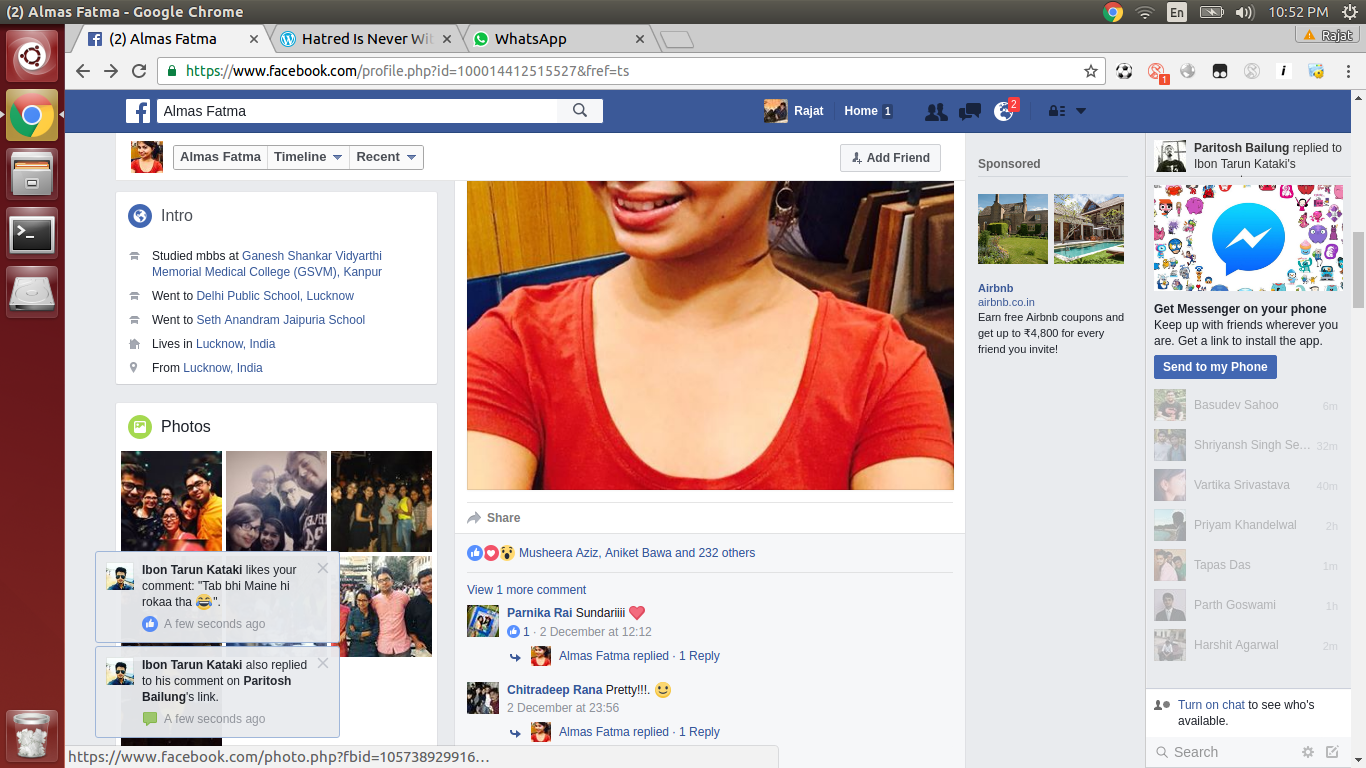 (2) Almas Fatma - Google Chrome
En
10:52 PM
(2) Almas Fatma
Hatred Is Never Wit
WhatsApp
Rajat
https://www.facebook.com/profile.php?id=100014412515527&fref=ts
1
Almas Fatma
Rajat
Home 1
2
Almas Fatma
Timeline
Recent
Add Friend
Intro
Studied mbbs at Ganesh Shankar Vidyarthi
Memorial Medical College (GSVM), Kanpur
Went to Delhi Public School, Lucknow
Went to Seth Anandram Jaipuria School
Lives in Lucknow, India
From Lucknow, India
Photos
Ibon Tarun Kataki likes your
comment: "Tab bhi Maine hi
rokaa tha 😂".
A few seconds ago
Ibon Tarun Kataki also replied
to his comment on Paritosh
Bailung's link.
A few seconds ago
https://www.facebook.com/photo.php?fbid=105738929916…
Share
Musheera Aziz, Aniket Bawa and 232 others
View 1 more comment
Parnika Rai Sundariiii ❤
1 · 2 December at 12:12
Almas Fatma replied · 1 Reply
Chitradeep Rana Pretty!!!. 🙂
2 December at 23:56
Almas Fatma replied · 1 Reply
Sponsored
Airbnb
airbnb.co.in
Earn free Airbnb coupons and
get up to ₹4,800 for every
friend you invite!
Paritosh Bailung replied to
Ibon Tarun Kataki's
Get Messenger on your phone
Keep up with friends wherever you
are. Get a link to install the app.
Send to my Phone
Basudev Sahoo 6m
Shriyansh Singh Se... 32m
Vartika Srivastava 40m
Priyam Khandelwal 2h
Tapas Das 1m
Parth Goswami 1h
Harshit Agarwal 2m
Turn on chat to see who's
available.
Search